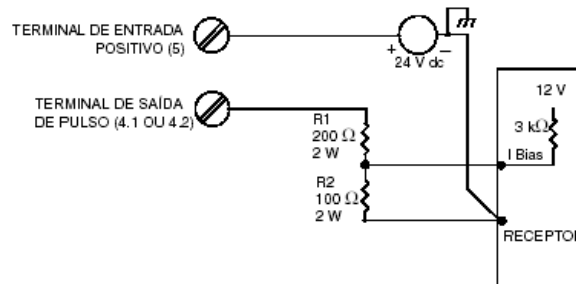 TERMINAL DE ENTRADA
POSITIVO (5)
+ −
24 V dc
TERMINAL DE SAÍDA
DE PULSO (4.1 OU 4.2)
R1
200 Ω
2 W
12 V
3 kΩ
I Bias
R2
100 Ω
2 W
RECEPTOR